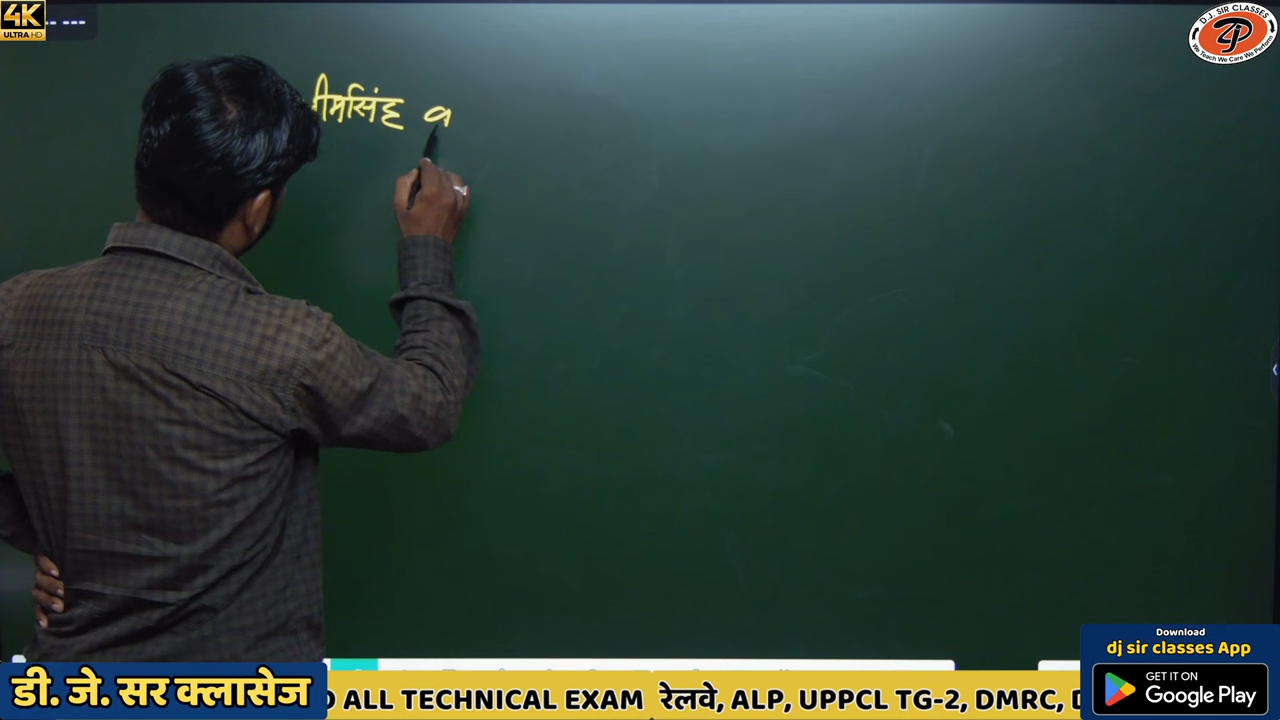 4K
ULTRA HD
D.J. SIR CLASSES
We Teach We Care We Perform
ीमसिंह
Download
dj sir classes App
GET IT ON
Google Play
डी. जे. सर क्लासेज
ALL TECHNICAL EXAM रेलवे, ALP, UPPCL TG-2, DMRC,